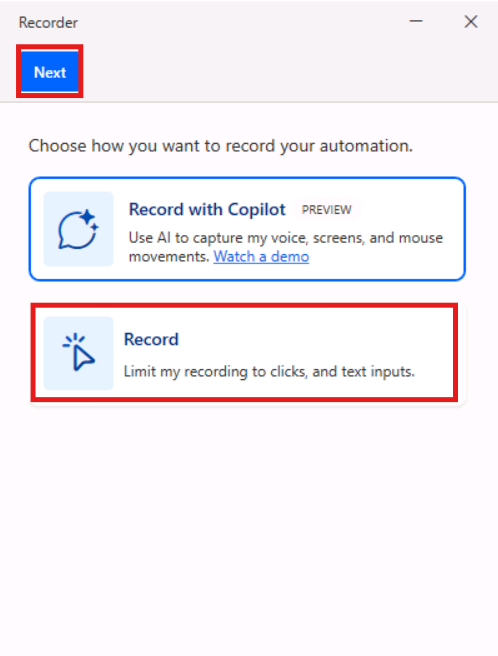 Recorder
Next
Choose how you want to record your automation.
Record with Copilot PREVIEW
Use AI to capture my voice, screens, and mouse
movements. Watch a demo
Record
Limit my recording to clicks, and text inputs.